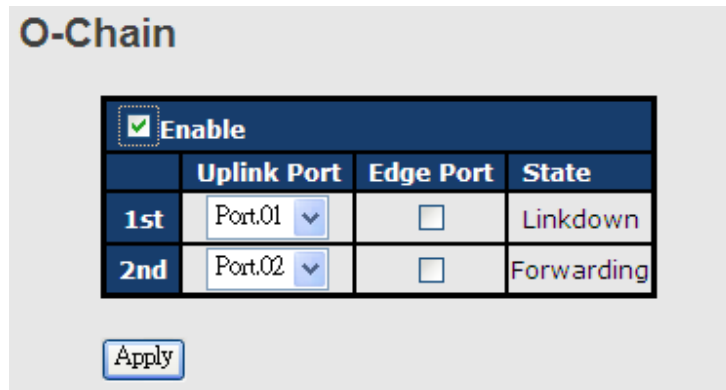 O-Chain
Enable
Uplink Port Edge Port State
1st Port.01 Linkdown
2nd Port.02 Forwarding
Apply